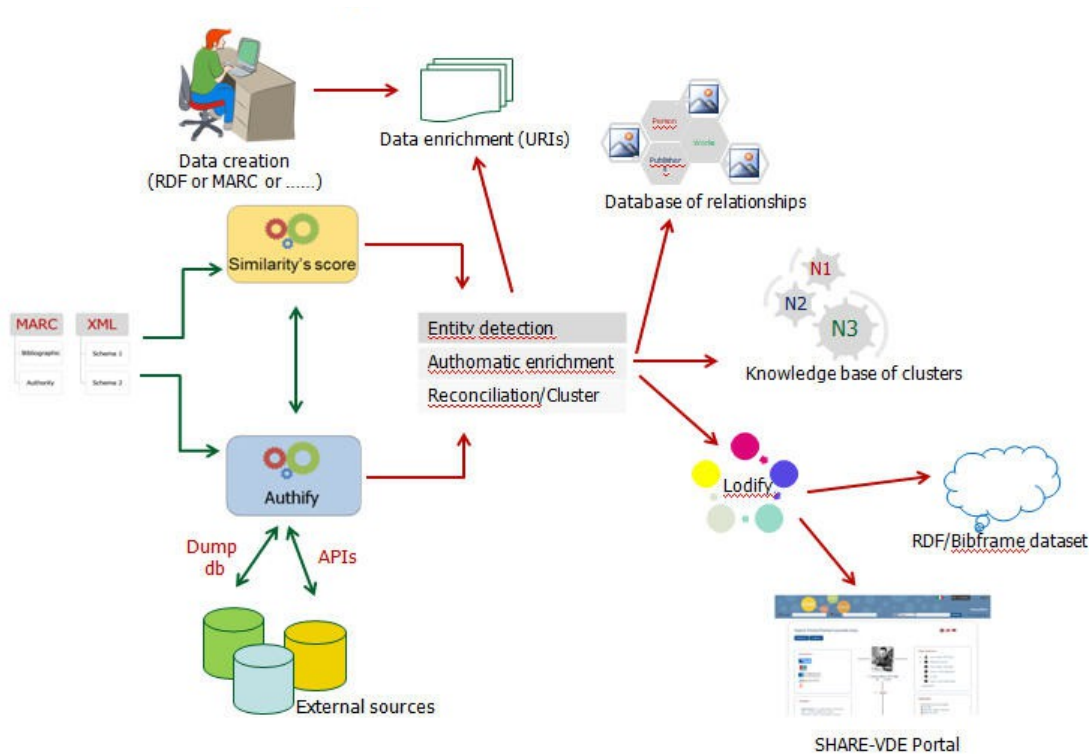 Data creation
(RDF or MARC or ......)
Data enrichment (URIs)
Person
Works
Publisher
s
Database of relationships
Similarity's score
MARC
XML
Bibliographic
Scheme 1
Authority
Scheme 2
Entity detection
Authomatic enrichment
Reconciliation/Cluster
N1
N2
N3
Knowledge base of clusters
Authify
Lodify
Dump
db
APIs
External sources
RDF/Bibframe dataset
SHARE-VDE Portal